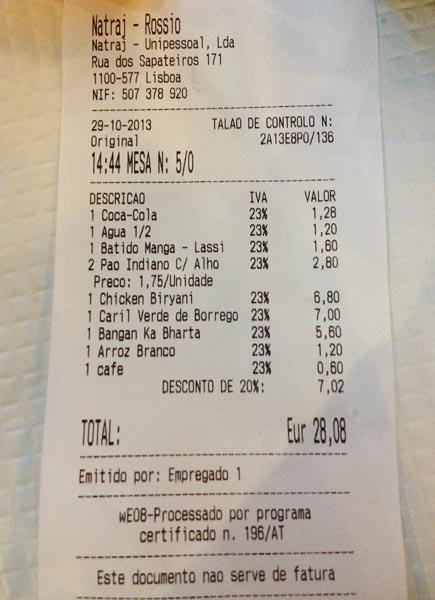 Natraj - Rossio
Natraj - Unipessoal, Lda
Rua dos Sapateiros 171
1100-577 Lisboa
NIF: 507 378 920
29-10-2013 TALAO DE CONTROLO N:
Original 2A13E8PO/136
14:44 MESA N: 5/0
DESCRICAO IVA VALOR
1 Coca-Cola 23% 1,28
1 Agua 1/2 23% 1,20
1 Batido Manga - Lassi 23% 1,60
2 Pao Indiano C/ Alho 23% 2,80
Preco: 1,75/Unidade
1 Chicken Biryani 23% 6,80
1 Caril Verde de Borrego 23% 7,00
1 Bangan Ka Bharta 23% 5,60
1 Arroz Branco 23% 1,20
1 cafe 23% 0,60
DESCONTO DE 20%: 7,02
TOTAL: Eur 28,08
Emitido por: Empregado 1
wE08-Processado por programa
certificado n. 196/AT
Este documento nao serve de fatura